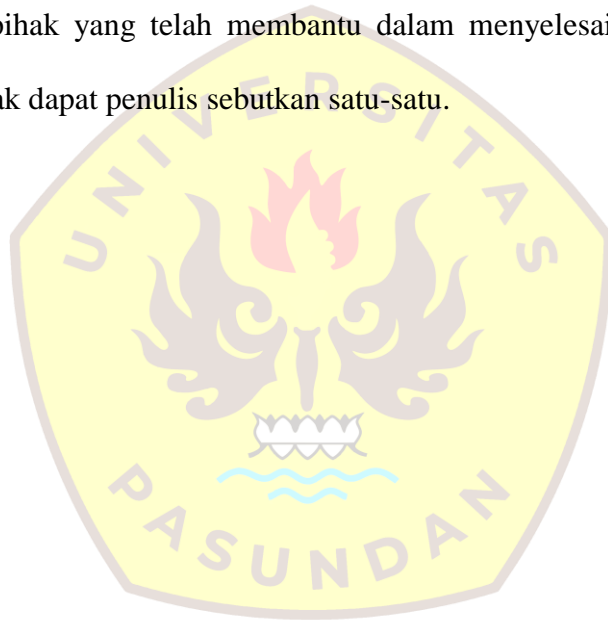 pihak yang telah membantu dalam menyelesai
ak dapat penulis sebutkan satu-satu.
UNIVERSITAS
PASUNDAN